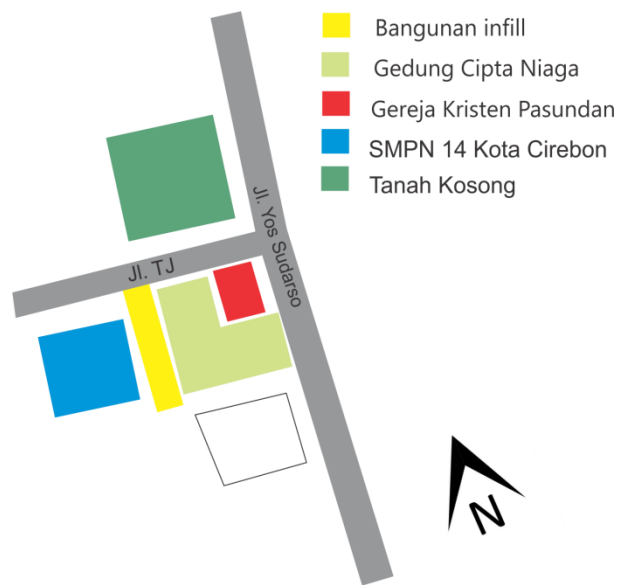 Bangunan infill
Gedung Cipta Niaga
Gereja Kristen Pasundan
SMPN 14 Kota Cirebon
Tanah Kosong
Jl. Yos Sudarso
Jl. TJ
N